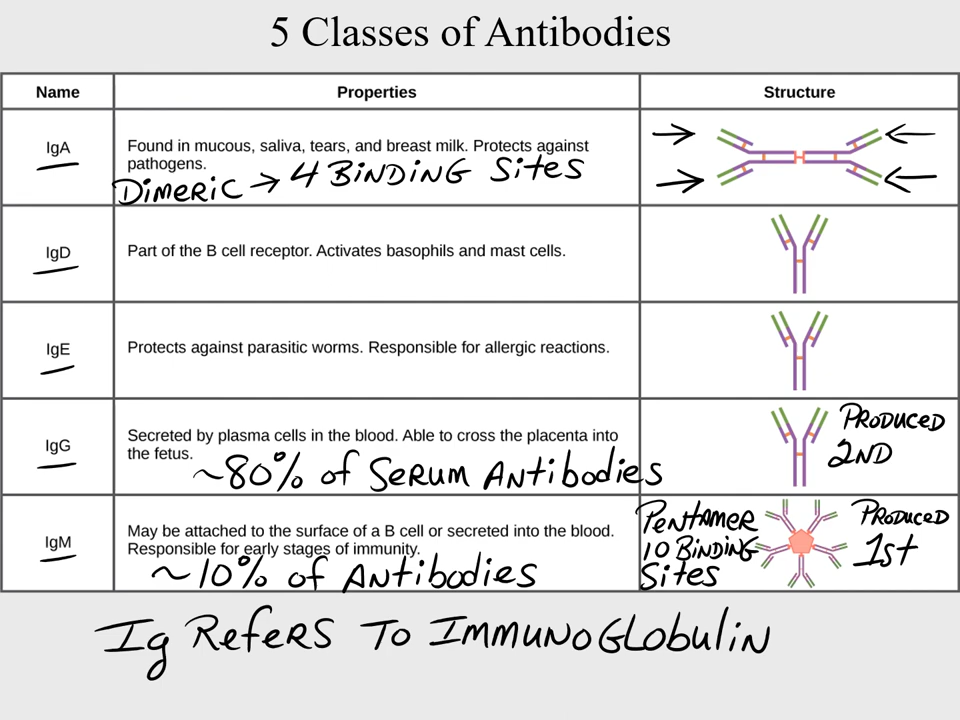 5 Classes of Antibodies
Name
Properties
Structure
IgA
Found in mucous, saliva, tears, and breast milk. Protects against
pathogens.
DIMERIC → 4 BINDING SITES
IgD
Part of the B cell receptor. Activates basophils and mast cells.
IgE
Protects against parasitic worms. Responsible for allergic reactions.
IgG
Secreted by plasma cells in the blood. Able to cross the placenta into
the fetus.
~80% of SERUM ANTIBODIES
PRODUCED
2ND
IgM
May be attached to the surface of a B cell or secreted into the blood.
Responsible for early stages of immunity.
~10% of ANTIBODIES
PENTAMER
10 BINDING
SITES
PRODUCED
1st
Ig REFERS TO IMMUNOGLOBULIN